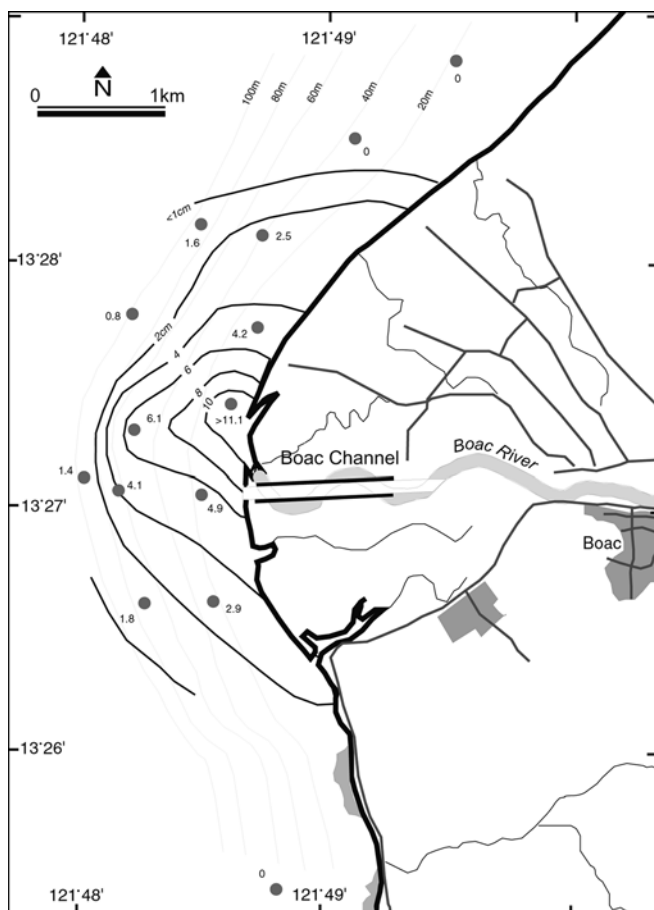 121°48'
121°49'
N
0 1km
100m
80m
60m
40m
20m
0
0
<1cm
1.6
2.5
13°28'
0.8
2cm
4.2
4
6
8
10
6.1
>11.1
Boac Channel
Boac River
1.4
4.1
4.9
13°27'
Boac
1.8
2.9
13°26'
0
121°48'
121°49'